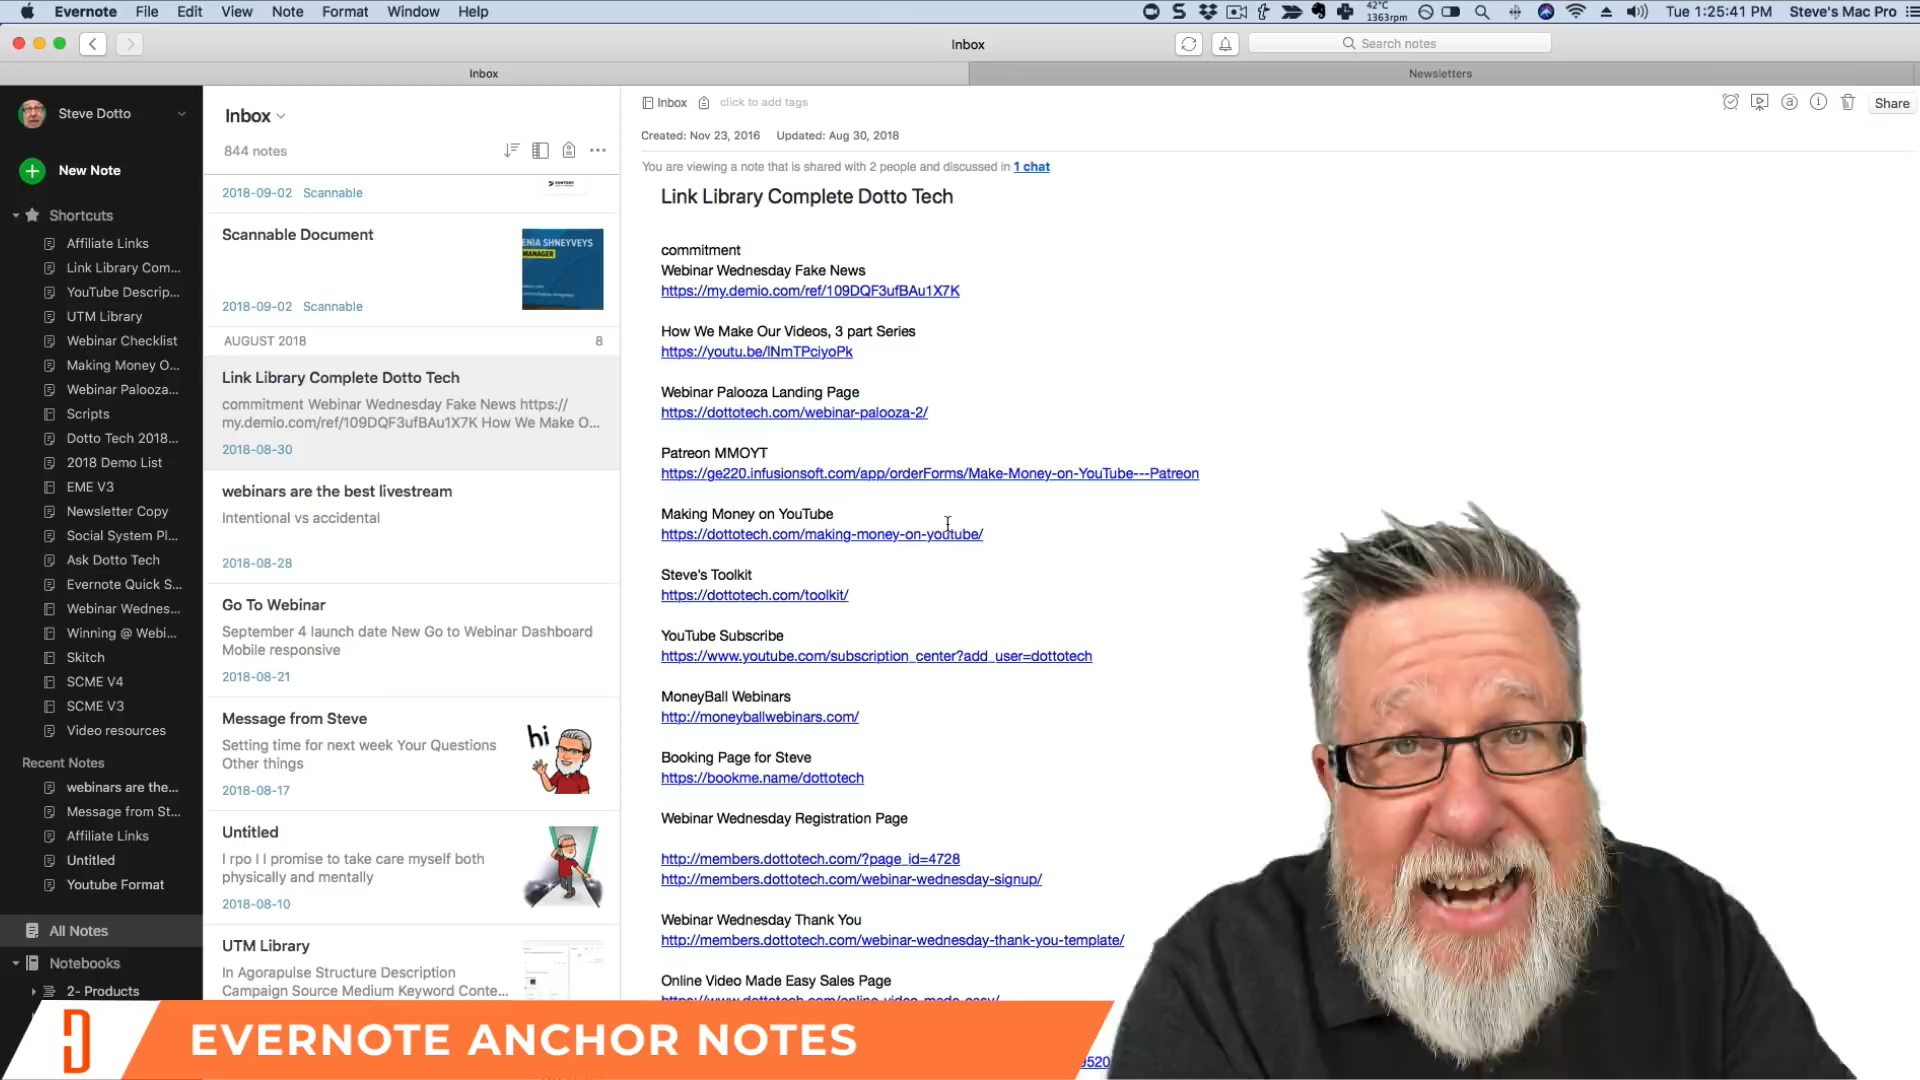 Evernote File Edit View Note Format Window Help
42°C
1363rpm
Tue 1:25:41 PM Steve's Mac Pro
Inbox
Search notes
Inbox
Newsletters
Steve Dotto
New Note
Shortcuts
Affiliate Links
Link Library Com...
YouTube Descrip...
UTM Library
Webinar Checklist
Making Money O...
Webinar Palooza...
Scripts
Dotto Tech 2018...
2018 Demo List
EME V3
Newsletter Copy
Social System Pl...
Ask Dotto Tech
Evernote Quick S...
Webinar Wednes...
Winning @ Webi...
Skitch
SCME V4
SCME V3
Video resources
Recent Notes
webinars are the...
Message from St...
Affiliate Links
Untitled
Youtube Format
All Notes
Notebooks
2- Products
Inbox
844 notes
2018-09-02 Scannable
Scannable Document
ENIA SHNEYVEYS
MANAGER
2018-09-02 Scannable
AUGUST 2018 8
Link Library Complete Dotto Tech
commitment Webinar Wednesday Fake News https://
my.demio.com/ref/109DQF3ufBAu1X7K How We Make O...
2018-08-30
webinars are the best livestream
Intentional vs accidental
2018-08-28
Go To Webinar
September 4 launch date New Go to Webinar Dashboard
Mobile responsive
2018-08-21
Message from Steve
Setting time for next week Your Questions
Other things
hi
2018-08-17
Untitled
I rpo I I promise to take care myself both
physically and mentally
2018-08-10
UTM Library
In Agorapulse Structure Description
Campaign Source Medium Keyword Conte...
Inbox click to add tags
Share
Created: Nov 23, 2016 Updated: Aug 30, 2018
You are viewing a note that is shared with 2 people and discussed in 1 chat
Link Library Complete Dotto Tech
commitment
Webinar Wednesday Fake News
https://my.demio.com/ref/109DQF3ufBAu1X7K
How We Make Our Videos, 3 part Series
https://youtu.be/lNmTPciyoPk
Webinar Palooza Landing Page
https://dottotech.com/webinar-palooza-2/
Patreon MMOYT
https://ge220.infusionsoft.com/app/orderForms/Make-Money-on-YouTube---Patreon
Making Money on YouTube
https://dottotech.com/making-money-on-youtube/
Steve's Toolkit
https://dottotech.com/toolkit/
YouTube Subscribe
https://www.youtube.com/subscription_center?add_user=dottotech
MoneyBall Webinars
http://moneyballwebinars.com/
Booking Page for Steve
https://bookme.name/dottotech
Webinar Wednesday Registration Page
http://members.dottotech.com/?page_id=4728
http://members.dottotech.com/webinar-wednesday-signup/
Webinar Wednesday Thank You
http://members.dottotech.com/webinar-wednesday-thank-you-template/
Online Video Made Easy Sales Page
https://www.dottotech.com/online-video-made-easy/
9520
EVERNOTE ANCHOR NOTES